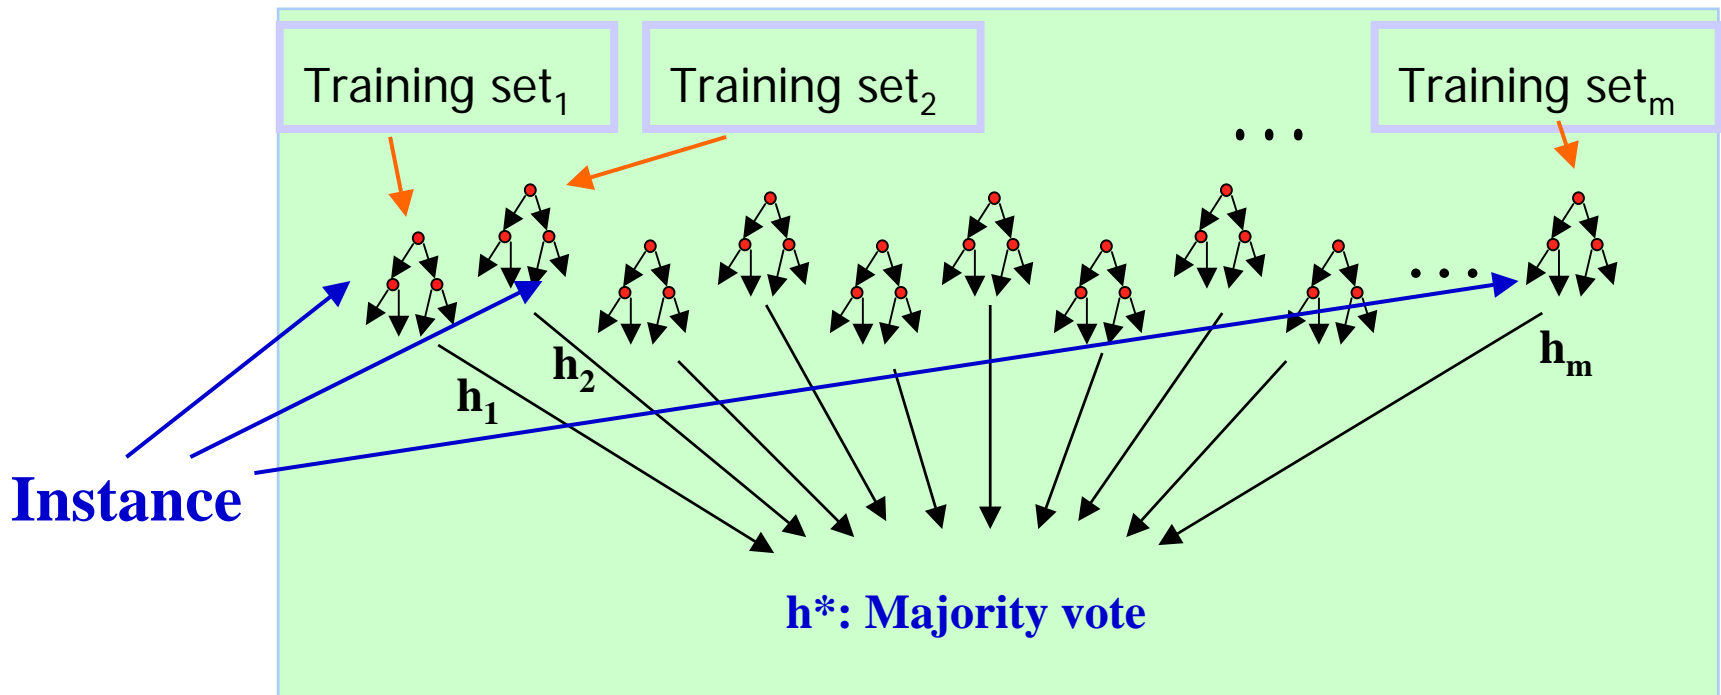 Training set₁
Training set₂
. . .
Training setₘ
. . .
h₁
h₂
hₘ
Instance
h*: Majority vote